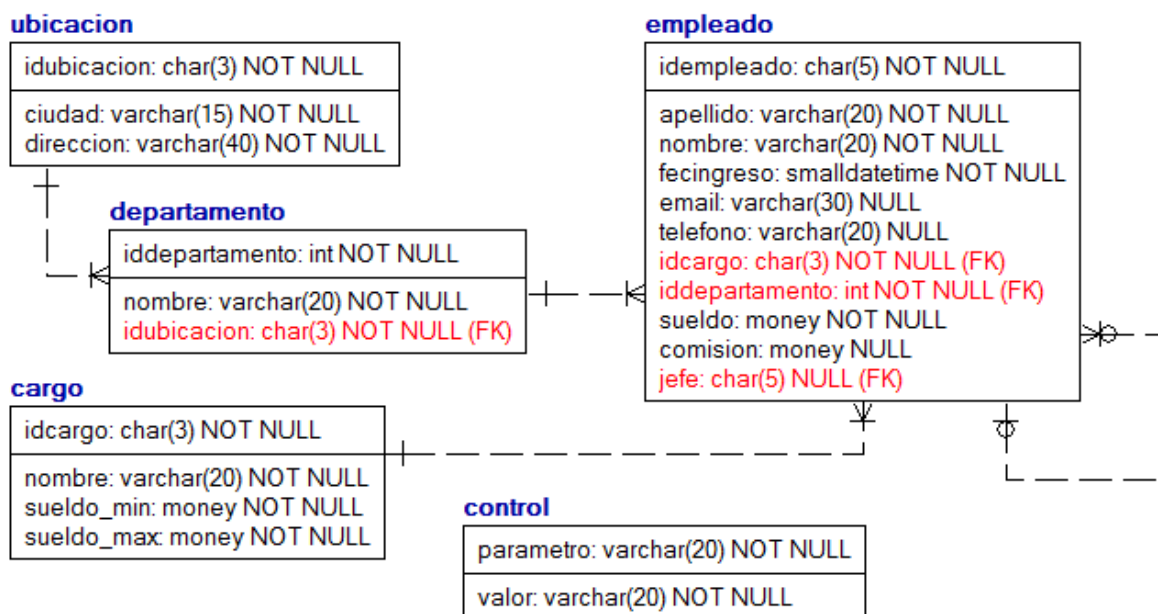 ubicacion
idubicacion: char(3) NOT NULL
ciudad: varchar(15) NOT NULL
direccion: varchar(40) NOT NULL
departamento
iddepartamento: int NOT NULL
nombre: varchar(20) NOT NULL
idubicacion: char(3) NOT NULL (FK)
cargo
idcargo: char(3) NOT NULL
nombre: varchar(20) NOT NULL
sueldo_min: money NOT NULL
sueldo_max: money NOT NULL
empleado
idempleado: char(5) NOT NULL
apellido: varchar(20) NOT NULL
nombre: varchar(20) NOT NULL
fecingreso: smalldatetime NOT NULL
email: varchar(30) NULL
telefono: varchar(20) NULL
idcargo: char(3) NOT NULL (FK)
iddepartamento: int NOT NULL (FK)
sueldo: money NOT NULL
comision: money NULL
jefe: char(5) NULL (FK)
control
parametro: varchar(20) NOT NULL
valor: varchar(20) NOT NULL